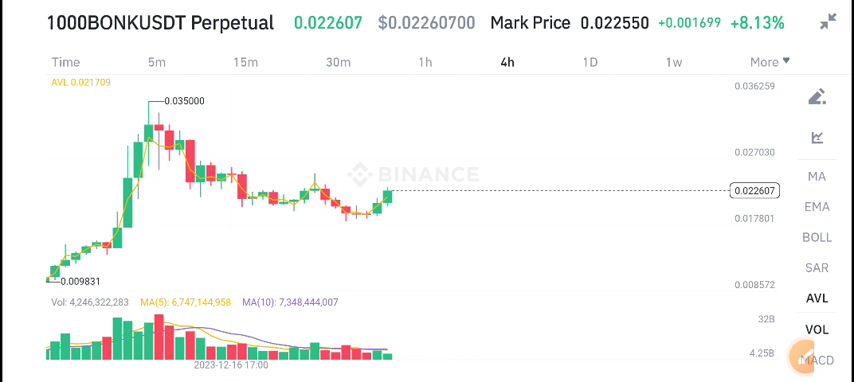 1000BONKUSDT Perpetual 0.022607 $0.02260700 Mark Price 0.022550 +0.001699 +8.13%
Time 5m 15m 30m 1h 4h 1D 1w More
AVL 0.021709
0.036259
0.035000
0.027030
BINANCE
MA
0.022607
EMA
0.017801
BOLL
SAR
0.009831
0.008572
AVL
Vol: 4,246,322,283 MA(5): 6,747,144,958 MA(10): 7,348,444,007
32B
VOL
4.25B
MACD
2023-12-16 17:00